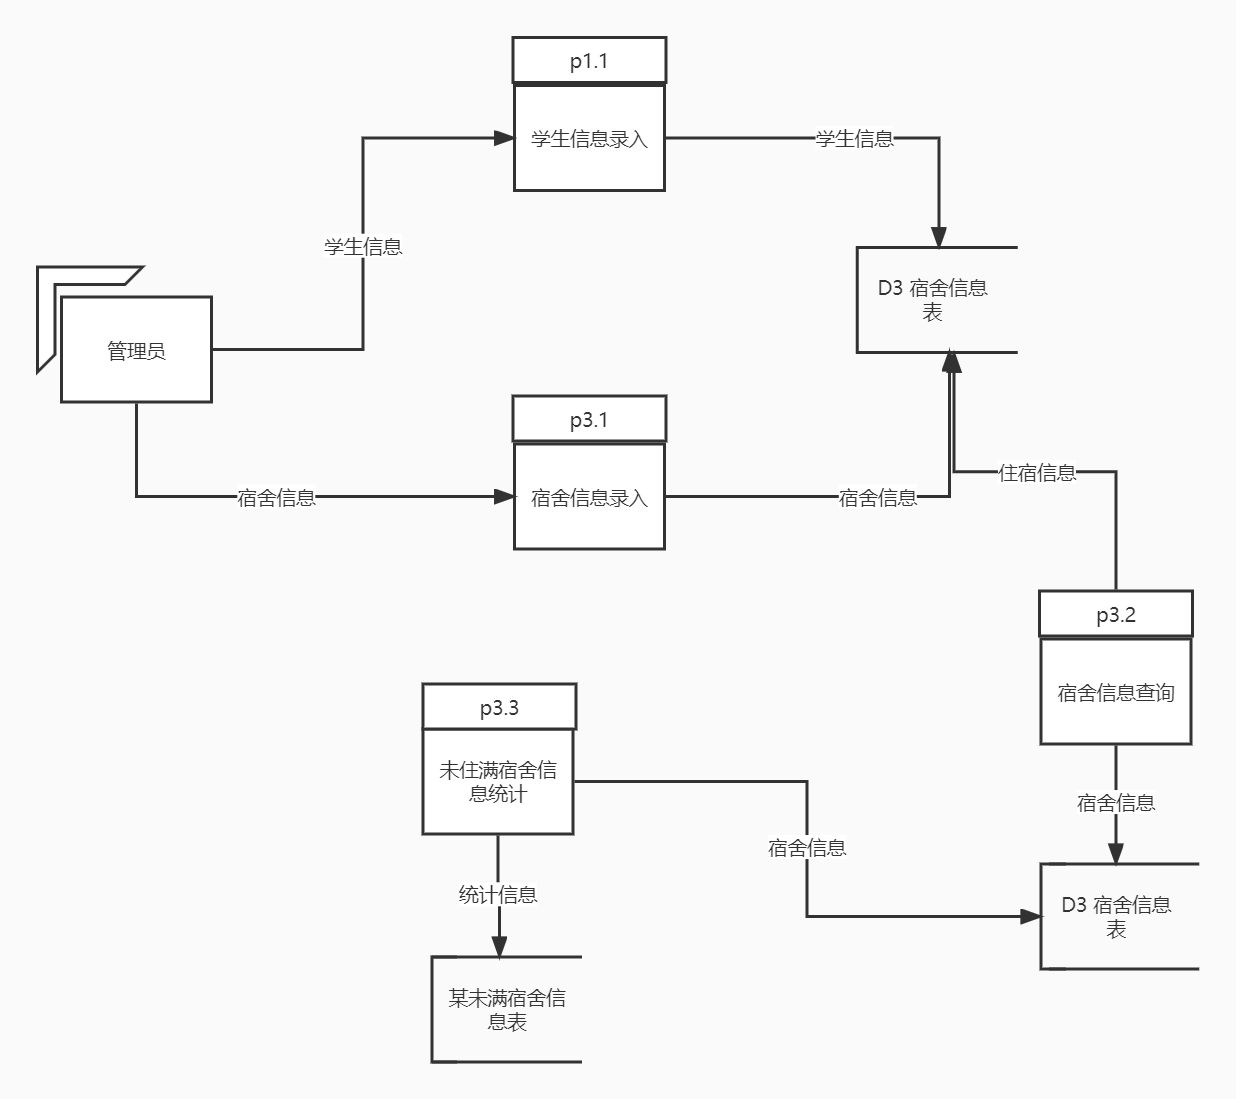 p1.1
学生信息录入
学生信息
学生信息
D3 宿舍信息
表
管理员
p3.1
宿舍信息录入
宿舍信息
宿舍信息
住宿信息
p3.2
宿舍信息查询
p3.3
未住满宿舍信
息统计
宿舍信息
宿舍信息
统计信息
D3 宿舍信息
表
某未满宿舍信
息表